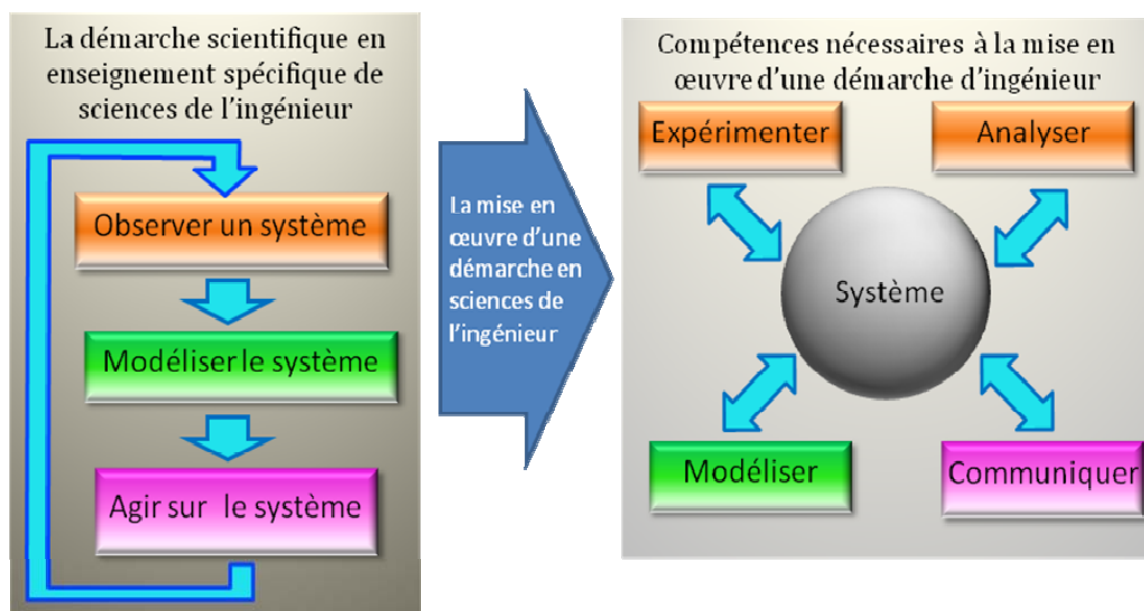 La démarche scientifique en
enseignement spécifique de
sciences de l'ingénieur
Observer un système
Modéliser le système
Agir sur le système
La mise en
œuvre d'une
démarche en
sciences de
l'ingénieur
Compétences nécessaires à la mise en
œuvre d'une démarche d'ingénieur
Expérimenter
Analyser
Système
Modéliser
Communiquer